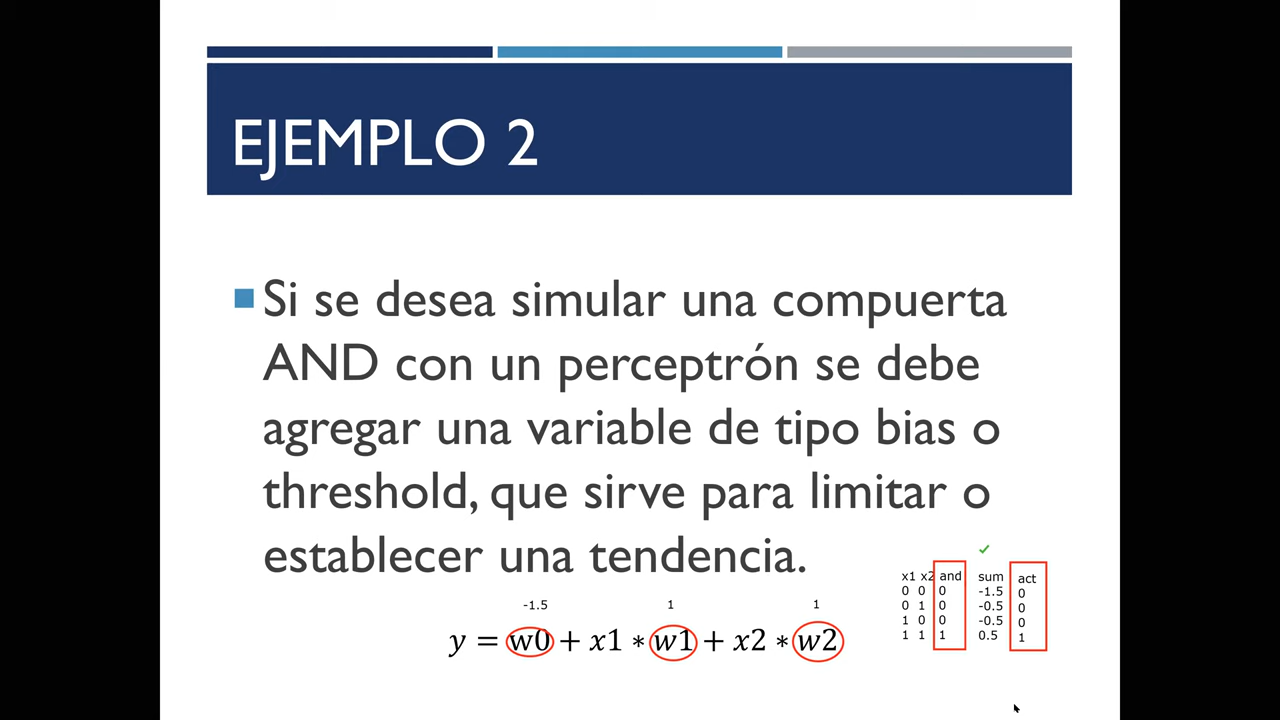 EJEMPLO 2
Si se desea simular una compuerta
AND con un perceptrón se debe
agregar una variable de tipo bias o
threshold, que sirve para limitar o
establecer una tendencia.
-1.5 1 1
y = w0 + x1 ∗ w1 + x2 ∗ w2
x1 x2 and sum act
0 0 0 -1.5 0
0 1 0 -0.5 0
1 0 0 -0.5 0
1 1 1 0.5 1